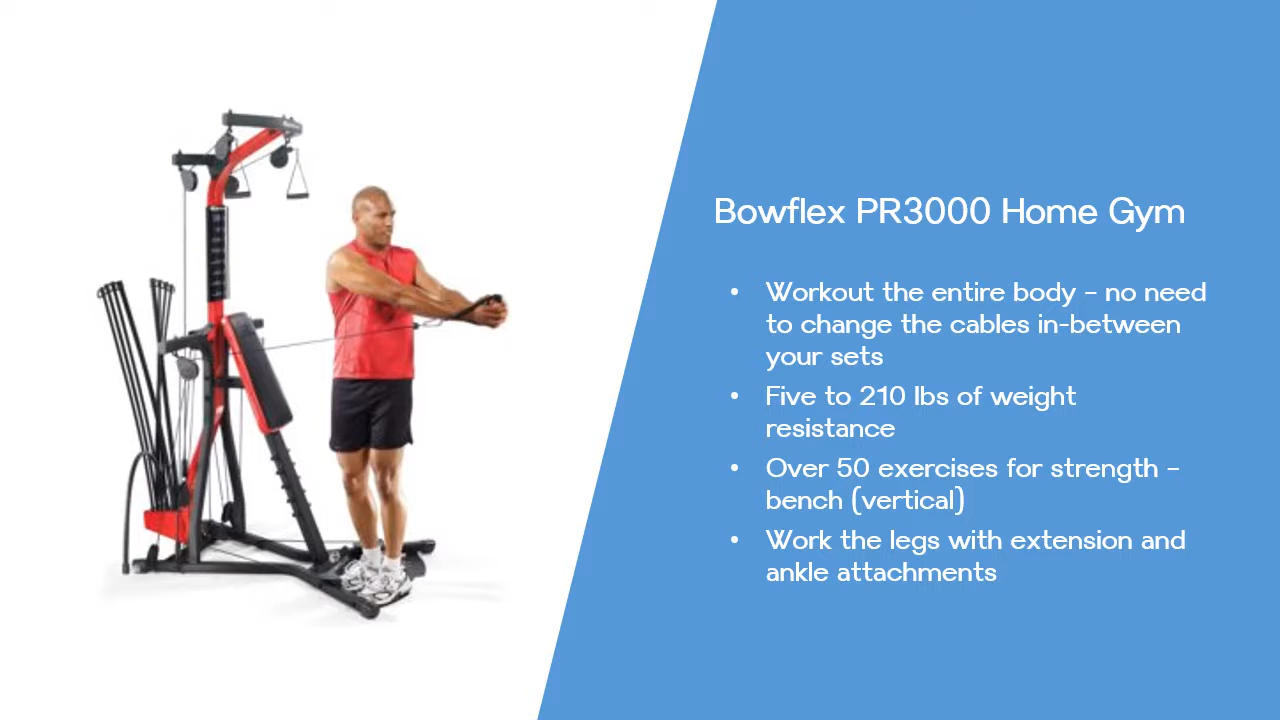 Bowflex PR3000 Home Gym
• Workout the entire body – no need
to change the cables in-between
your sets
• Five to 210 lbs of weight
resistance
• Over 50 exercises for strength –
bench (vertical)
• Work the legs with extension and
ankle attachments